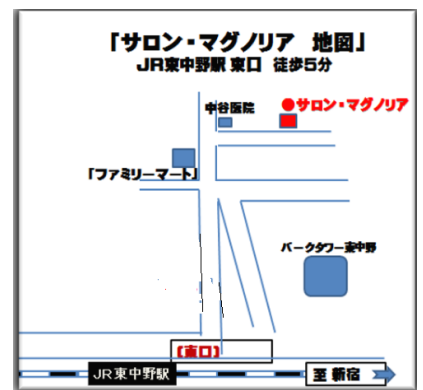 「サロン・マグノリア 地図」
JR東中野駅 東口 徒歩5分
中谷医院
●サロン・マグノリア
「ファミリーマート」
パークタワー東中野
【東口】
JR東中野駅
至 新宿